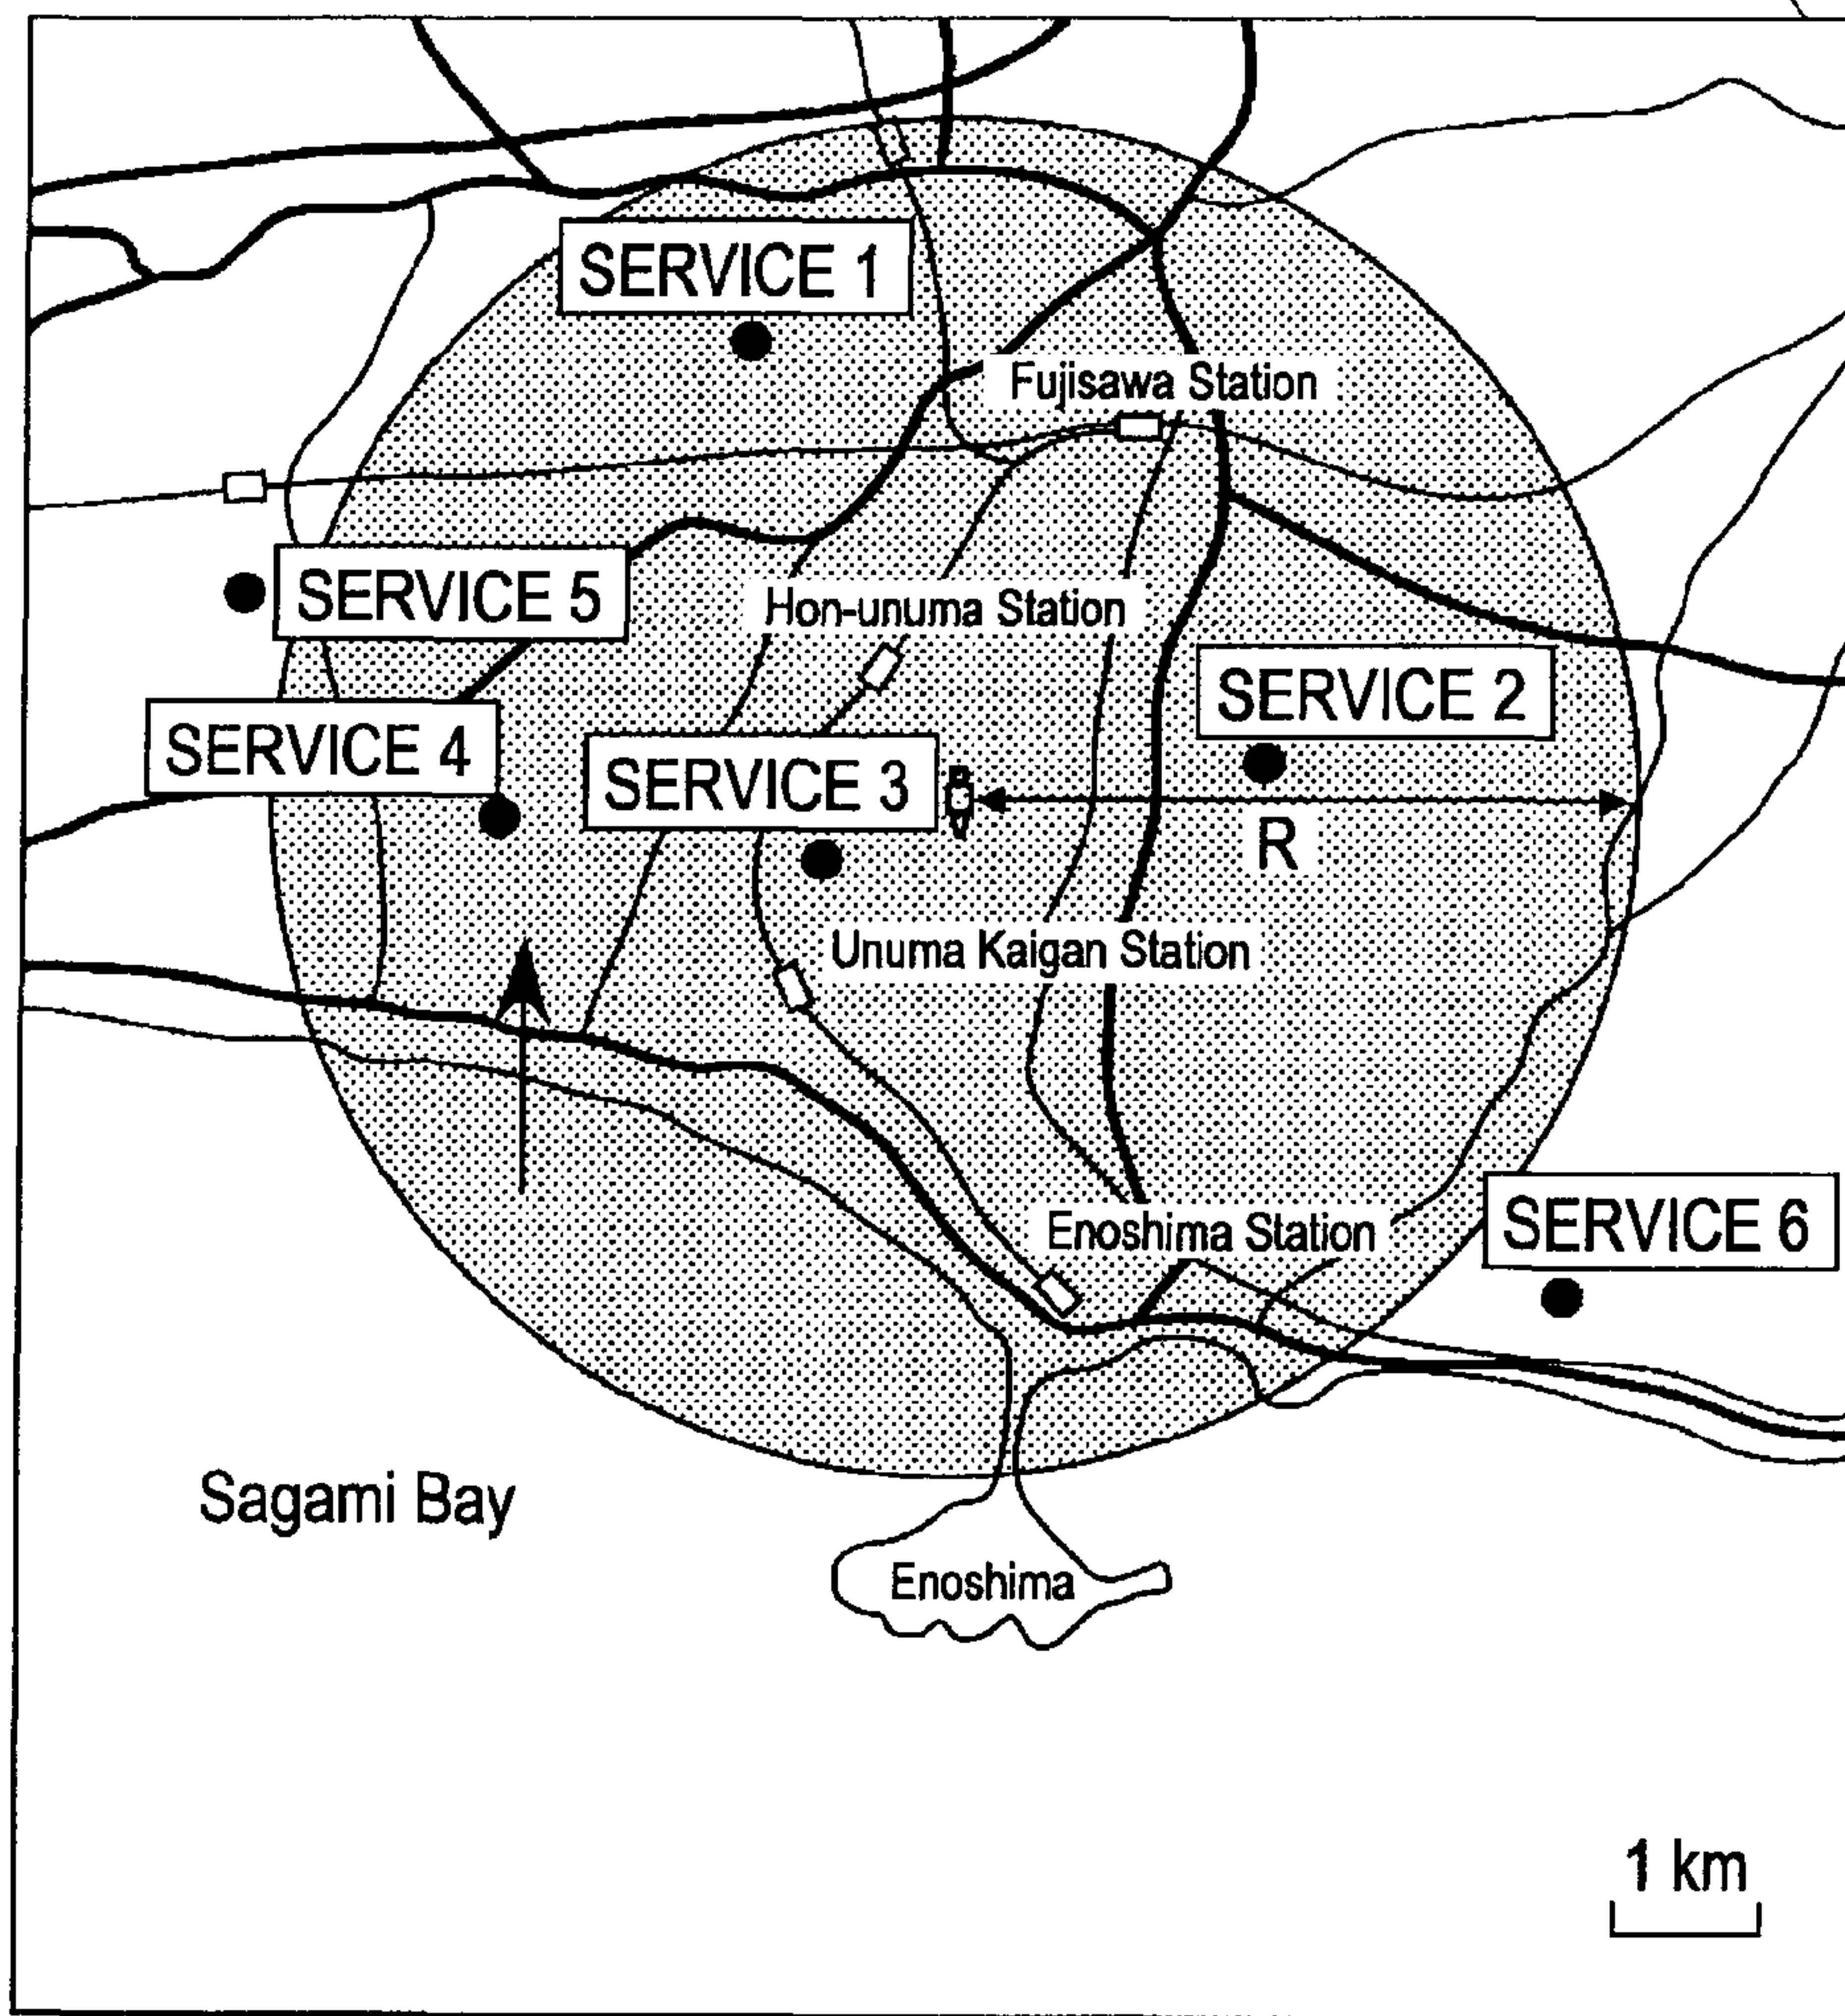 SERVICE 1
Fujisawa Station
SERVICE 5
Hon-unuma Station
SERVICE 2
SERVICE 4
SERVICE 3
R
Unuma Kaigan Station
Enoshima Station
SERVICE 6
Sagami Bay
Enoshima
1 km